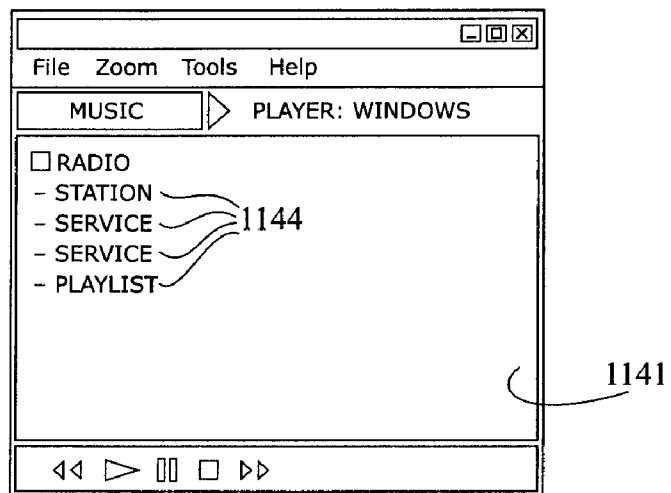 File Zoom Tools Help
MUSIC PLAYER: WINDOWS
RADIO
- STATION
- SERVICE
1144
- SERVICE
- PLAYLIST
1141